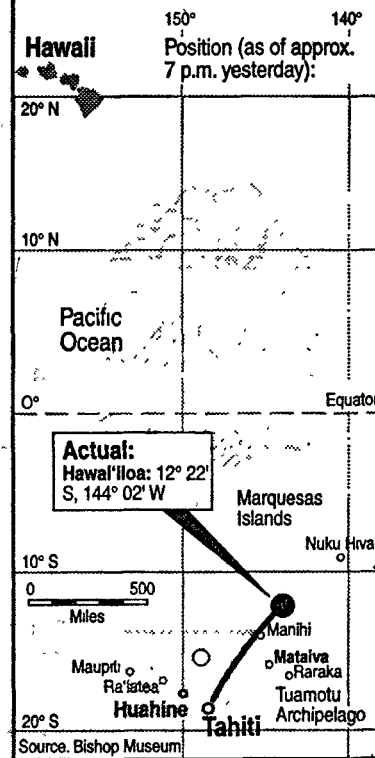 150° 140°
Hawaii
Position (as of approx.
7 p.m. yesterday):
20° N
10° N
Pacific
Ocean
0°
Equator
Actual:
Hawai'iloa: 12° 22'
S, 144° 02' W
Marquesas
Islands
Nuku Hiva
10° S
0 500
Miles
Manihi
Maupiti
Mataiva
Ra'iatea
Raraka
Huahine
Tahiti
Tuamotu
Archipelago
20° S
Source. Bishop Museum